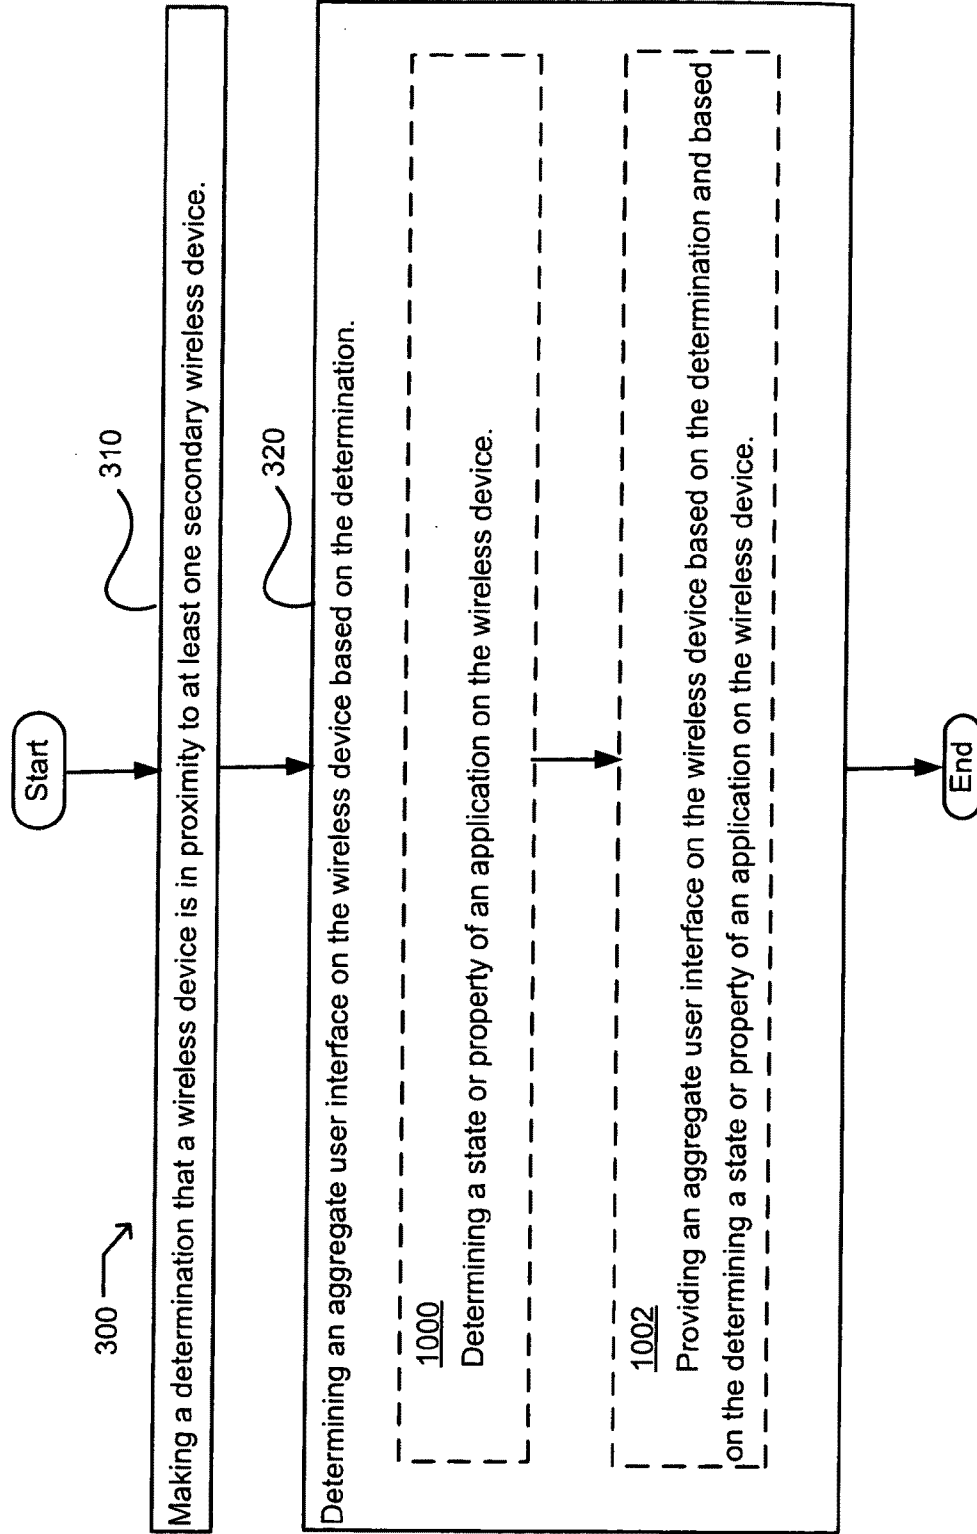 300
Start
310
Making a determination that a wireless device is in proximity to at least one secondary wireless device.
320
Determining an aggregate user interface on the wireless device based on the determination.
1000
Determining a state or property of an application on the wireless device.
1002
Providing an aggregate user interface on the wireless device based on the determination and based
on the determining a state or property of an application on the wireless device.
End